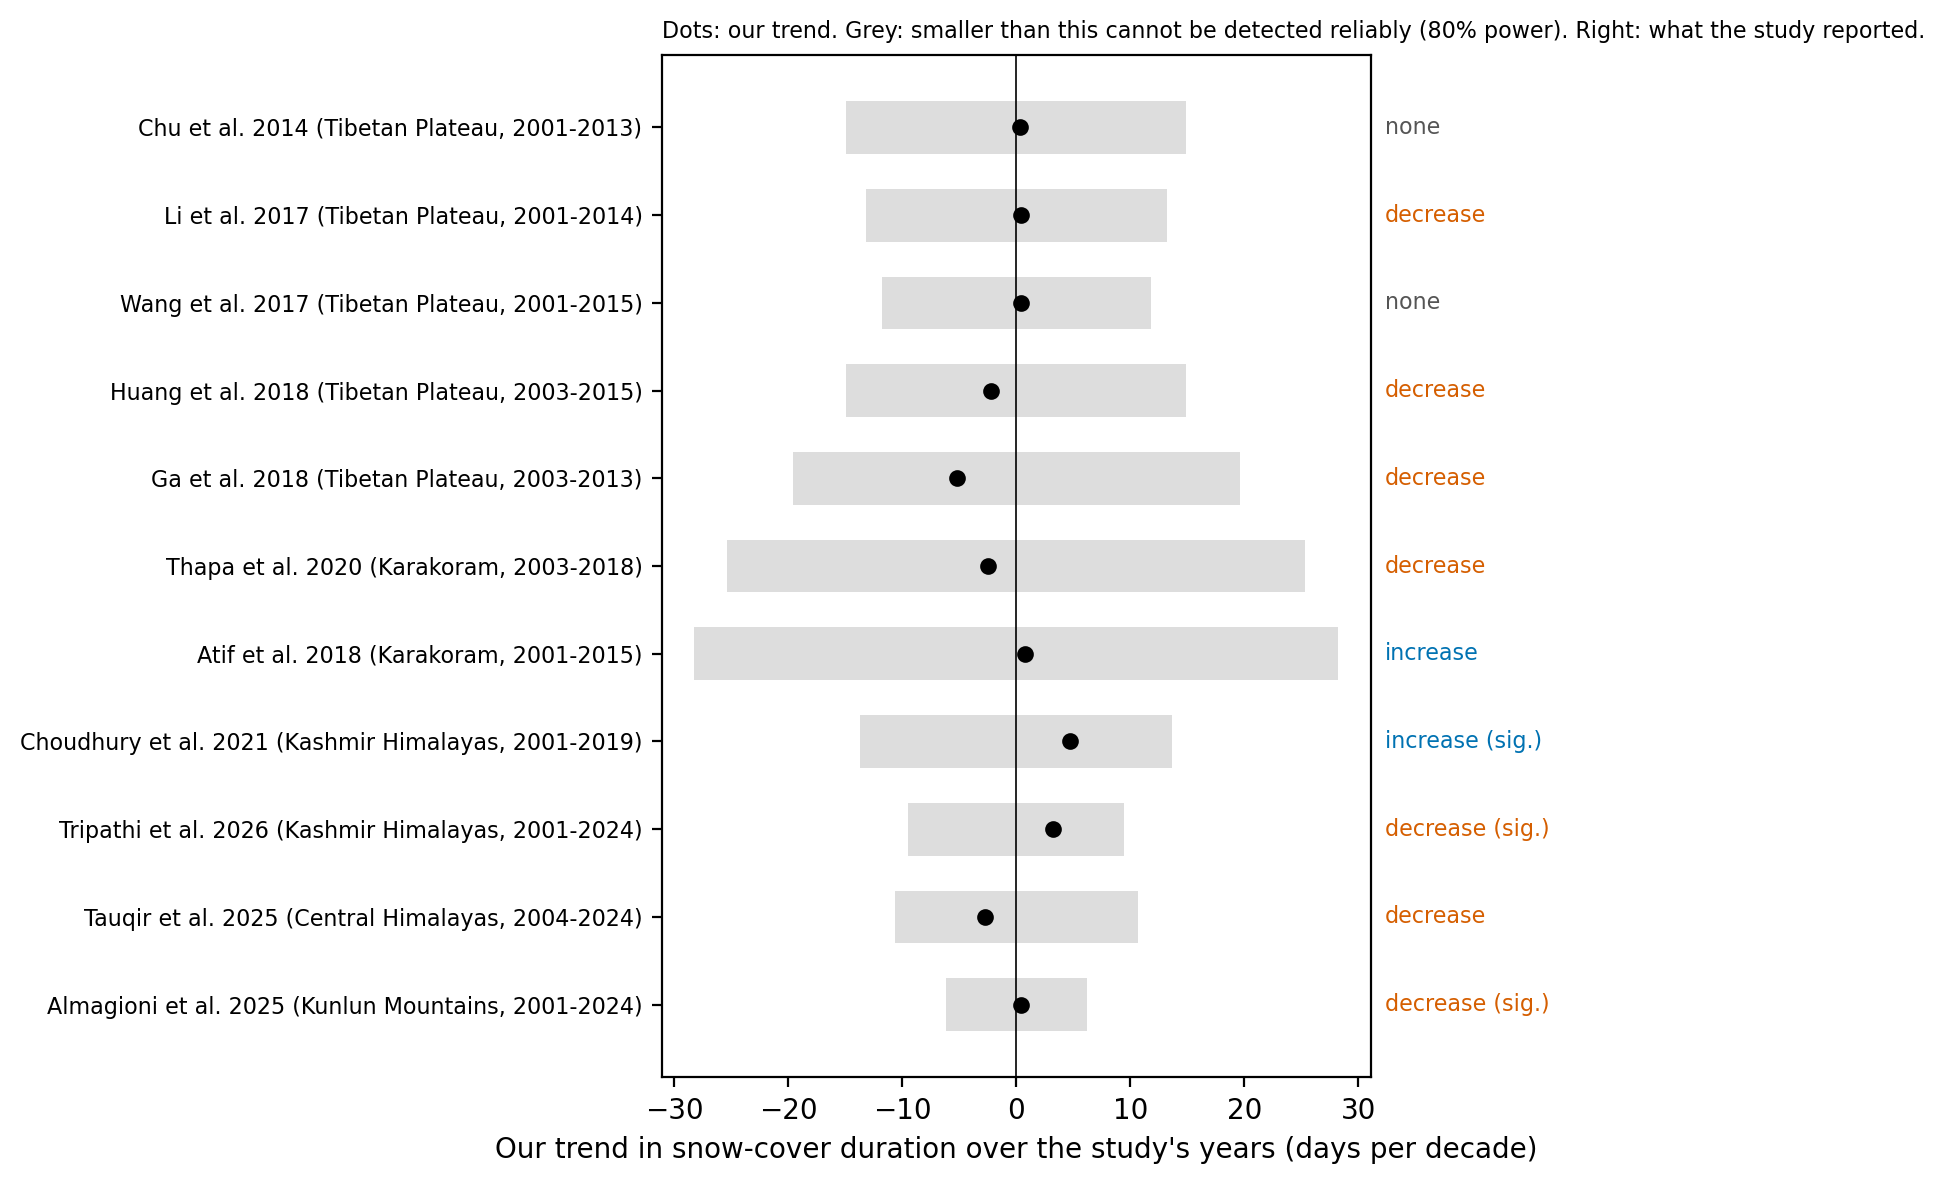 Dots: our trend. Grey: smaller than this cannot be detected reliably (80% power). Right: what the study reported.
Chu et al. 2014 (Tibetan Plateau, 2001-2013) none
Li et al. 2017 (Tibetan Plateau, 2001-2014) decrease
Wang et al. 2017 (Tibetan Plateau, 2001-2015) none
Huang et al. 2018 (Tibetan Plateau, 2003-2015) decrease
Ga et al. 2018 (Tibetan Plateau, 2003-2013) decrease
Thapa et al. 2020 (Karakoram, 2003-2018) decrease
Atif et al. 2018 (Karakoram, 2001-2015) increase
Choudhury et al. 2021 (Kashmir Himalayas, 2001-2019) increase (sig.)
Tripathi et al. 2026 (Kashmir Himalayas, 2001-2024) decrease (sig.)
Tauqir et al. 2025 (Central Himalayas, 2004-2024) decrease
Almagioni et al. 2025 (Kunlun Mountains, 2001-2024) decrease (sig.)
−30 −20 −10 0 10 20 30
Our trend in snow-cover duration over the study's years (days per decade)